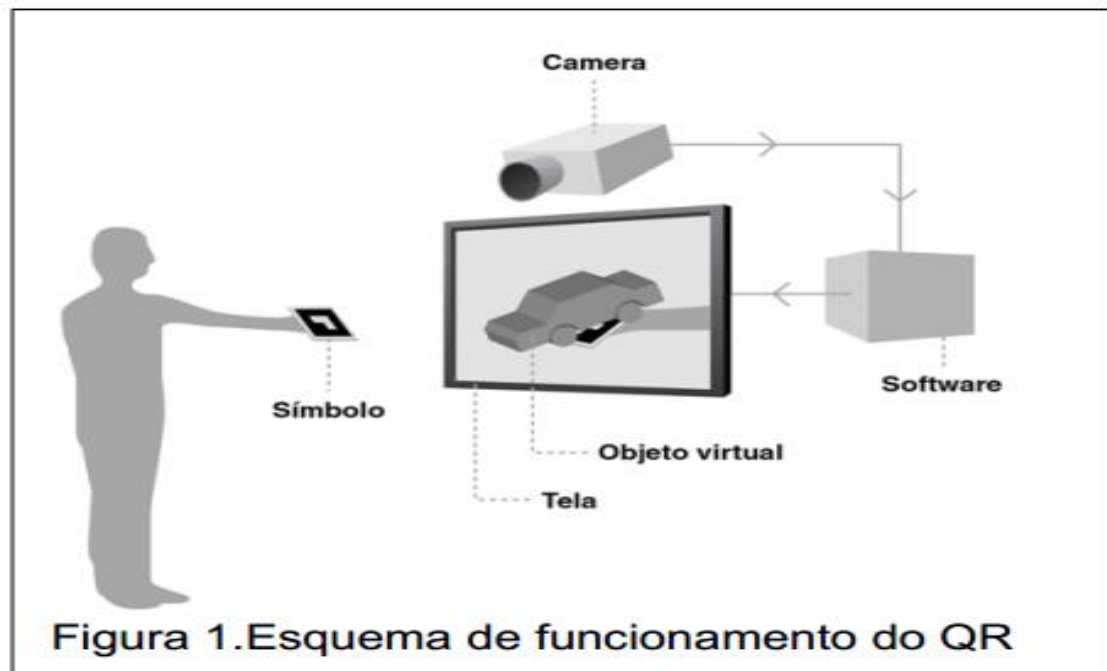 Camera
Símbolo
Software
Objeto virtual
Tela
Figura 1.Esquema de funcionamento do QR